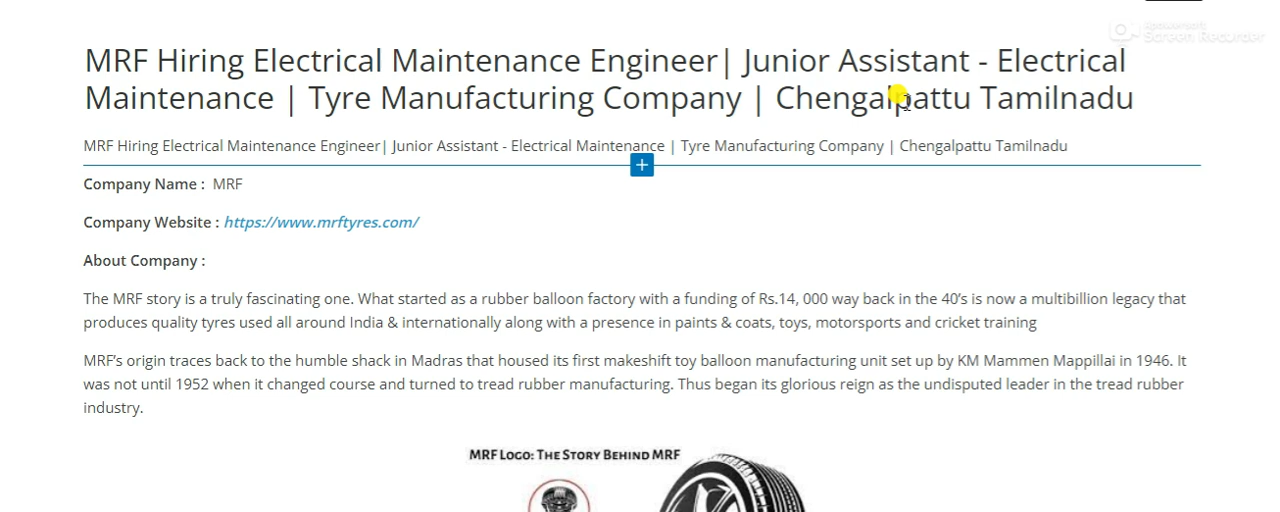 Apowersoft
Screen Recorder
MRF Hiring Electrical Maintenance Engineer| Junior Assistant - Electrical
Maintenance | Tyre Manufacturing Company | Chengalpattu Tamilnadu
MRF Hiring Electrical Maintenance Engineer| Junior Assistant - Electrical Maintenance | Tyre Manufacturing Company | Chengalpattu Tamilnadu
Company Name : MRF
Company Website : https://www.mrftyres.com/
About Company :
The MRF story is a truly fascinating one. What started as a rubber balloon factory with a funding of Rs.14, 000 way back in the 40’s is now a multibillion legacy that
produces quality tyres used all around India & internationally along with a presence in paints & coats, toys, motorsports and cricket training
MRF’s origin traces back to the humble shack in Madras that housed its first makeshift toy balloon manufacturing unit set up by KM Mammen Mappillai in 1946. It
was not until 1952 when it changed course and turned to tread rubber manufacturing. Thus began its glorious reign as the undisputed leader in the tread rubber
industry.
MRF Logo: The Story Behind MRF